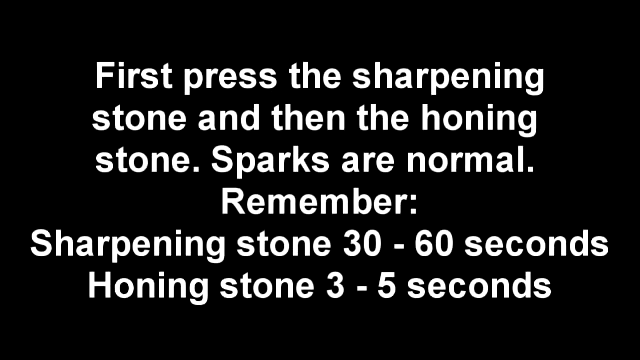 First press the sharpening
stone and then the honing
stone. Sparks are normal.
Remember:
Sharpening stone 30 - 60 seconds
Honing stone 3 - 5 seconds